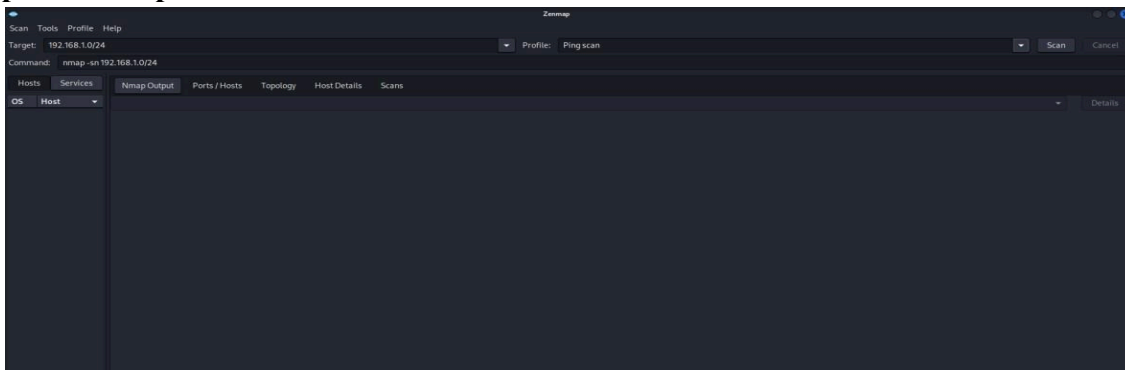 Zenmap
Scan Tools Profile Help
Target: 192.168.1.0/24 Profile: Ping scan Scan Cancel
Command: nmap -sn 192.168.1.0/24
Hosts Services Nmap Output Ports / Hosts Topology Host Details Scans
OS Host Details